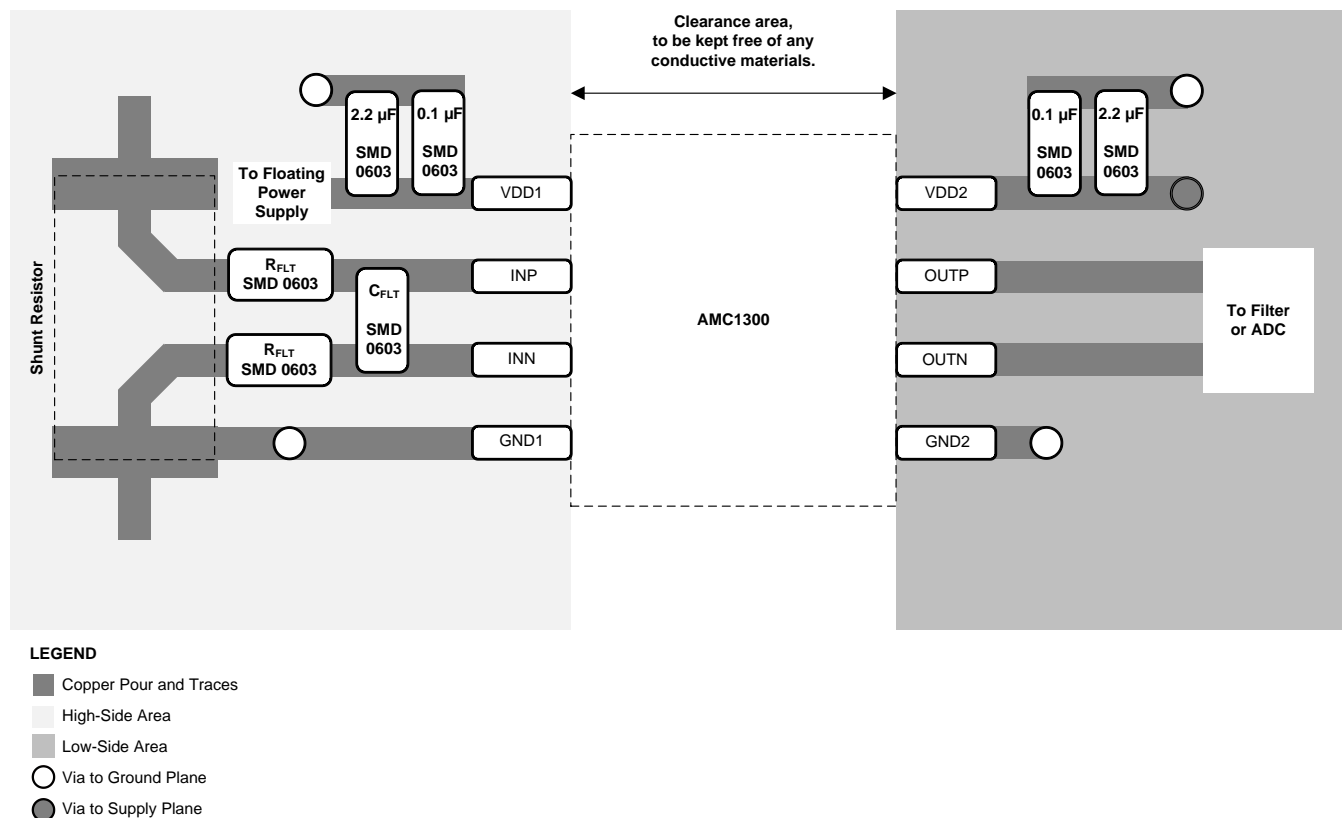 Clearance area,
to be kept free of any
conductive materials.
2.2 µF
SMD
0603
0.1 µF
SMD
0603
To Floating
Power
Supply
VDD1
Shunt Resistor
RFLT
SMD 0603
CFLT
SMD
0603
INP
RFLT
SMD 0603
INN
GND1
AMC1300
0.1 µF
SMD
0603
2.2 µF
SMD
0603
VDD2
OUTP
OUTN
GND2
To Filter
or ADC
LEGEND
Copper Pour and Traces
High-Side Area
Low-Side Area
Via to Ground Plane
Via to Supply Plane